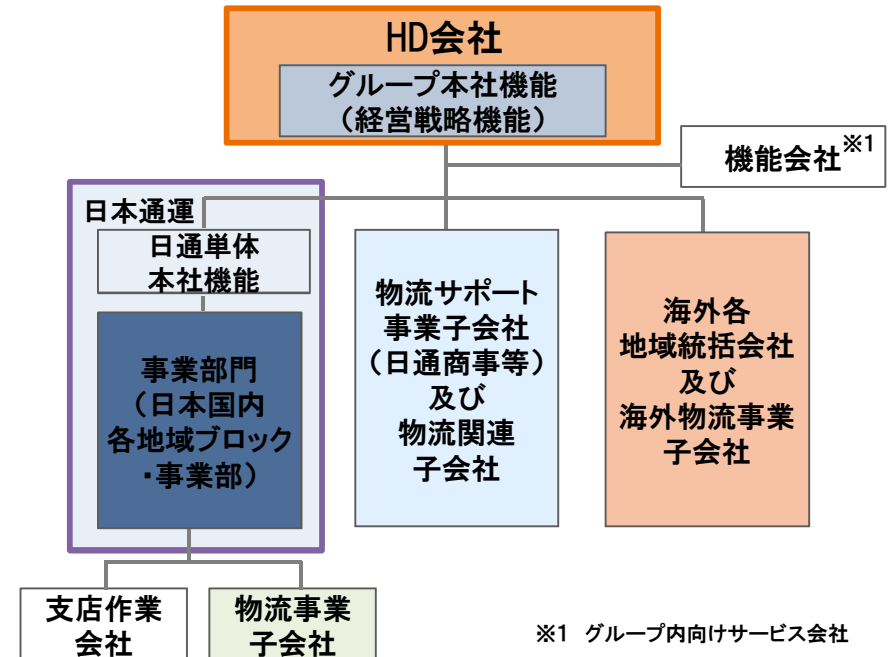 HD会社
グループ本社機能
（経営戦略機能）
機能会社※1
日本通運
日通単体
本社機能
事業部門
（日本国内
各地域ブロック
・事業部）
物流サポート
事業子会社
（日通商事等）
及び
物流関連
子会社
海外各
地域統括会社
及び
海外物流事業
子会社
支店作業
会社
物流事業
子会社
※1 グループ内向けサービス会社